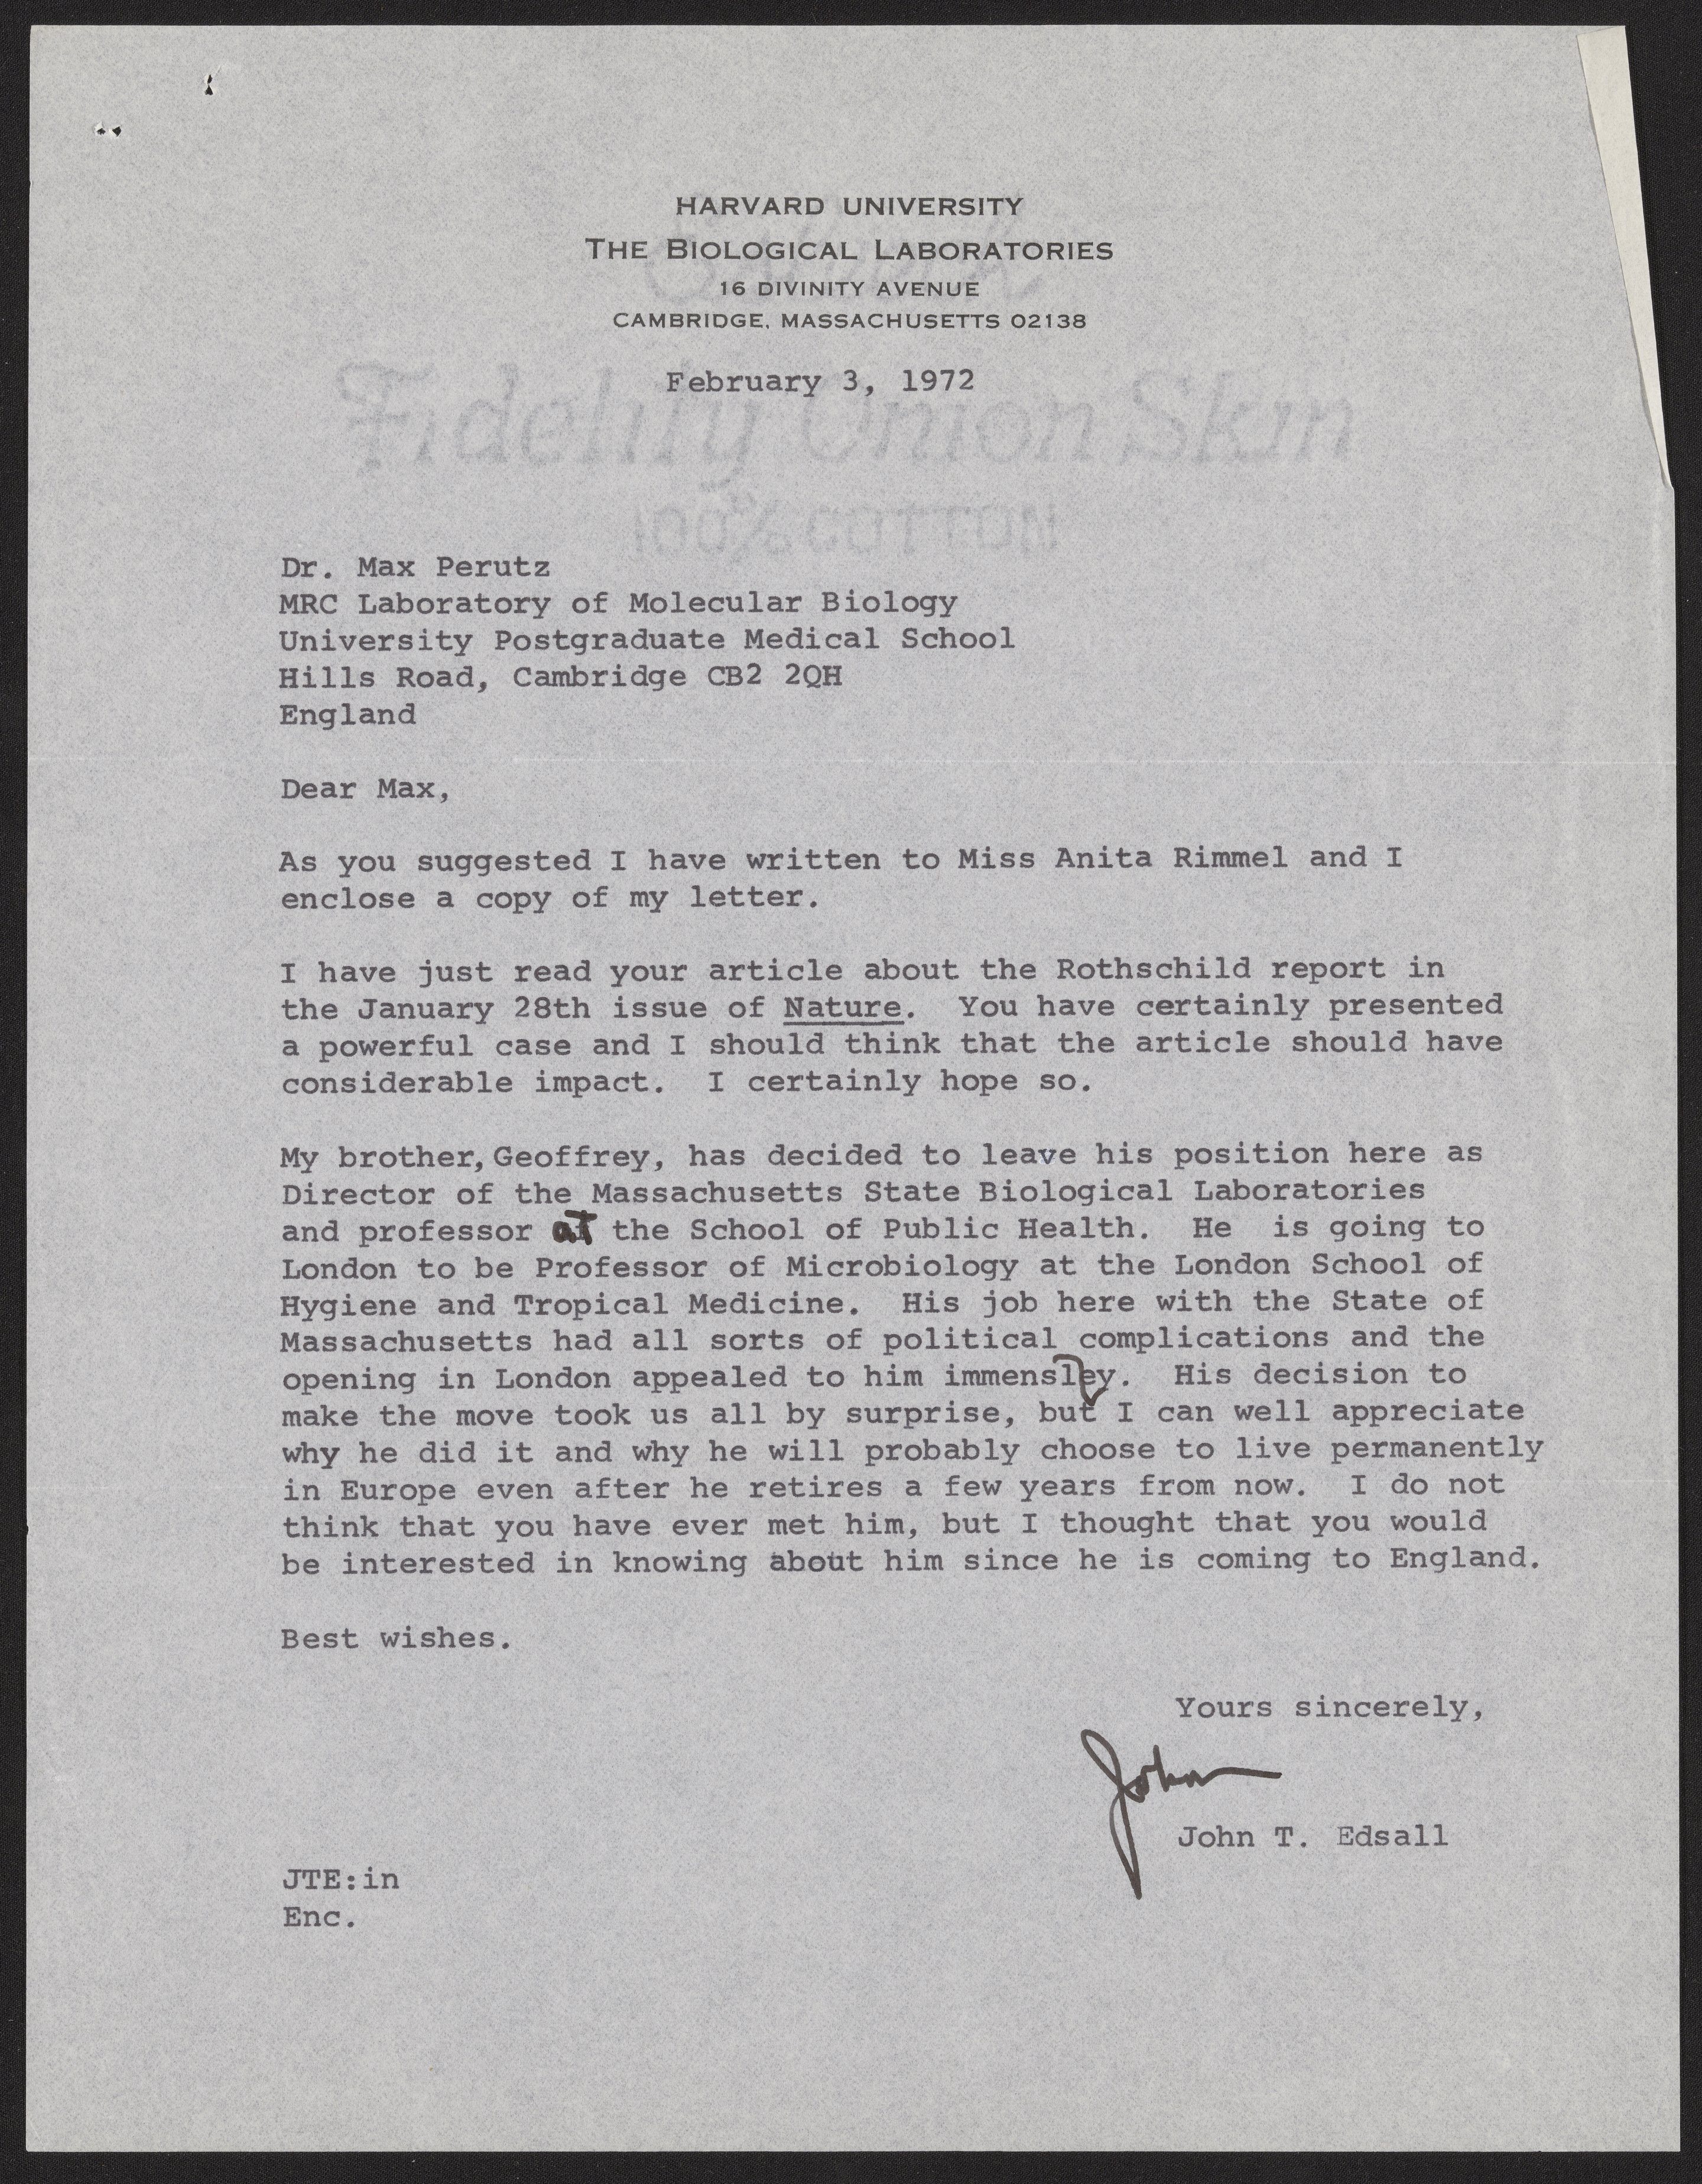 HARVARD UNIVERSITY
THE BIOLOGICAL LABORATORIES
16 DIVINITY AVENUE
CAMBRIDGE, MASSACHUSETTS 02138
February 3, 1972
Fidelity Onion Skin
100% COTTON
Dr. Max Perutz
MRC Laboratory of Molecular Biology
University Postgraduate Medical School
Hills Road, Cambridge CB2 2QH
England
Dear Max,
As you suggested I have written to Miss Anita Rimmel and I
enclose a copy of my letter.
I have just read your article about the Rothschild report in
the January 28th issue of Nature. You have certainly presented
a powerful case and I should think that the article should have
considerable impact. I certainly hope so.
My brother, Geoffrey, has decided to leave his position here as
Director of the Massachusetts State Biological Laboratories
and professor at the School of Public Health. He is going to
London to be Professor of Microbiology at the London School of
Hygiene and Tropical Medicine. His job here with the State of
Massachusetts had all sorts of political complications and the
opening in London appealed to him immensley. His decision to
make the move took us all by surprise, but I can well appreciate
why he did it and why he will probably choose to live permanently
in Europe even after he retires a few years from now. I do not
think that you have ever met him, but I thought that you would
be interested in knowing about him since he is coming to England.
Best wishes.
Yours sincerely,
John
John T. Edsall
JTE:in
Enc.